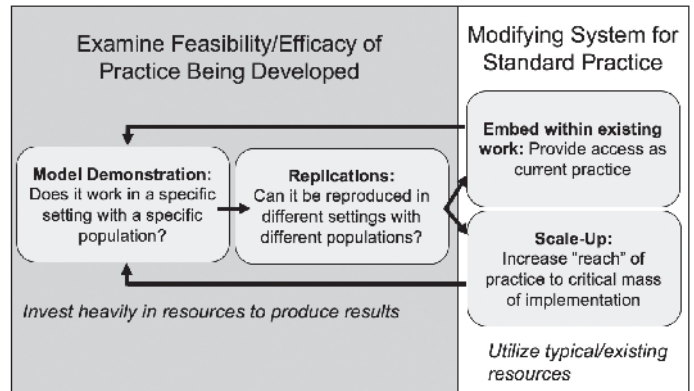 Examine Feasibility/Efficacy of
Practice Being Developed
Modifying System for
Standard Practice
Model Demonstration:
Does it work in a specific
setting with a specific
population?
Replications:
Can it be reproduced in
different settings with
different populations?
Embed within existing
work: Provide access as
current practice
Scale-Up:
Increase "reach" of
practice to critical mass
of implementation
Invest heavily in resources to produce results
Utilize typical/existing
resources